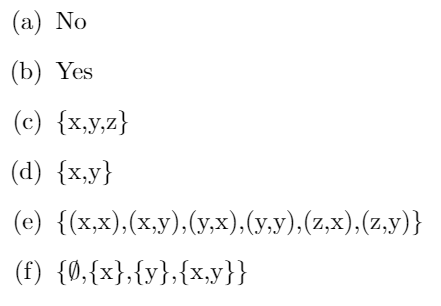 (a) No
(b) Yes
(c) {x,y,z}
(d) {x,y}
(e) {(x,x),(x,y),(y,x),(y,y),(z,x),(z,y)}
(f) {∅,{x},{y},{x,y}}